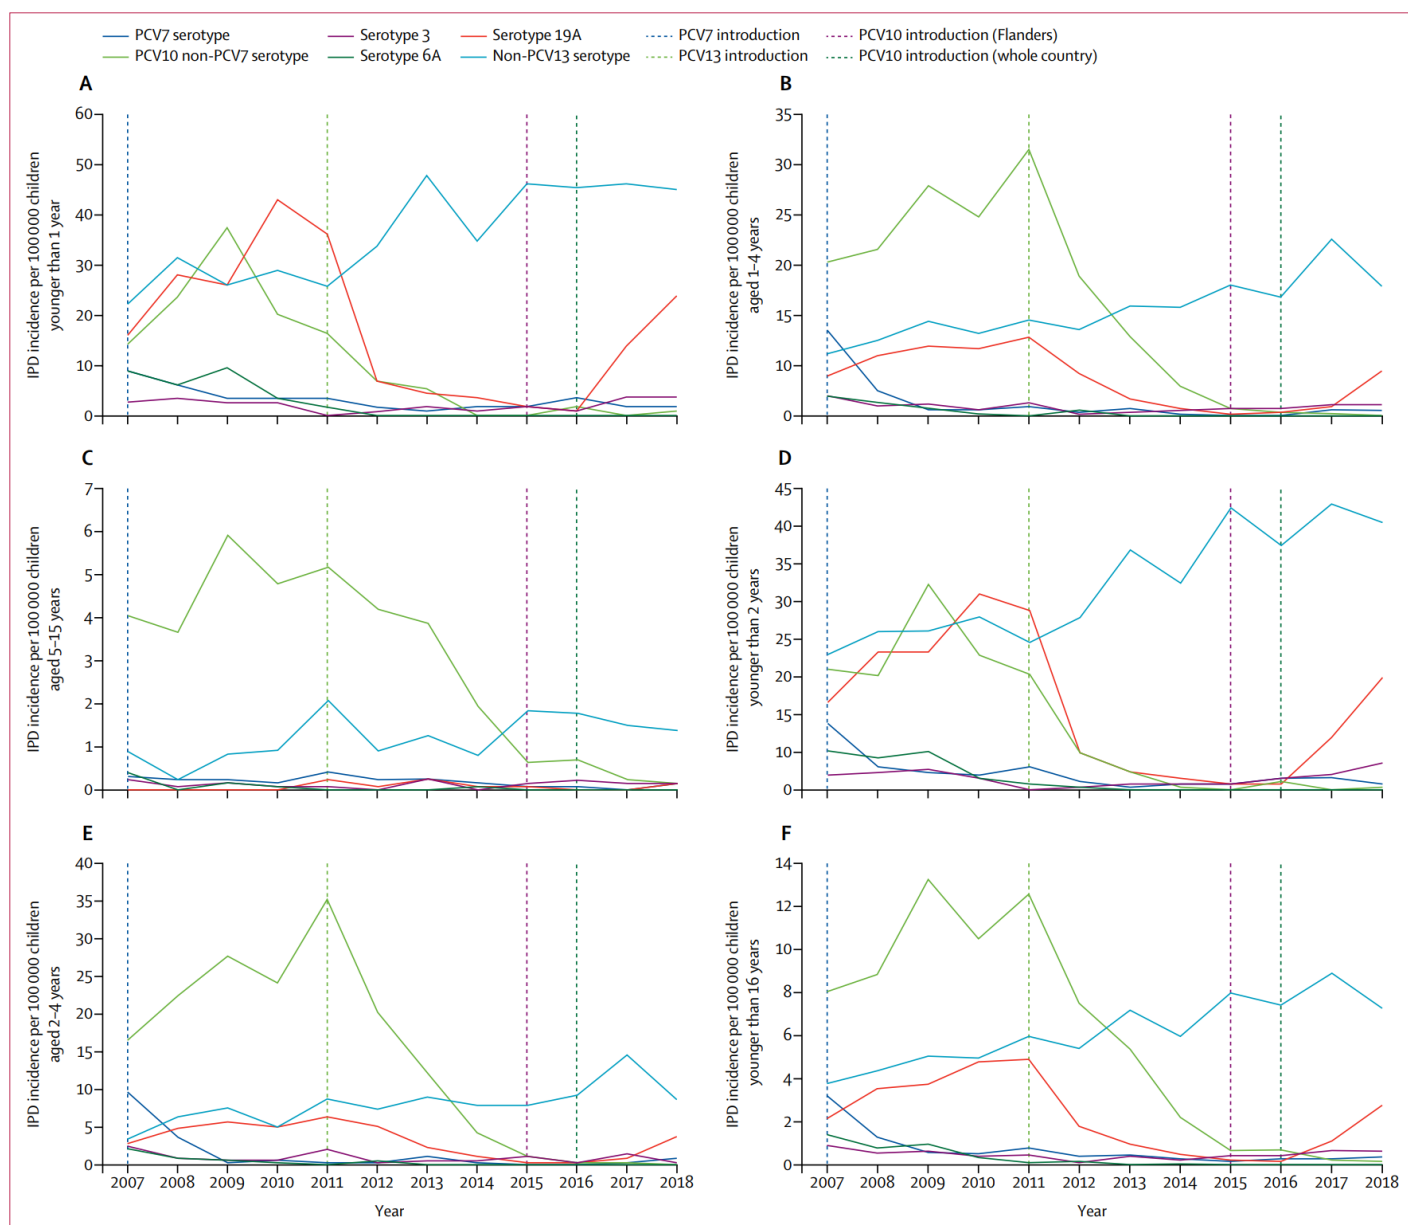 PCV7 serotype Serotype 3 Serotype 19A PCV7 introduction PCV10 introduction (Flanders)
PCV10 non-PCV7 serotype Serotype 6A Non-PCV13 serotype PCV13 introduction PCV10 introduction (whole country)
A
IPD incidence per 100 000 children
younger than 1 year
60
50
40
30
20
10
0
B
IPD incidence per 100 000 children
aged 1–4 years
35
30
25
20
15
10
0
C
IPD incidence per 100 000 children
aged 5–15 years
7
6
5
4
3
2
1
0
D
IPD incidence per 100 000 children
younger than 2 years
45
40
35
30
25
20
15
10
0
E
IPD incidence per 100 000 children
aged 2–4 years
40
35
30
25
20
15
10
5
0
2007 2008 2009 2010 2011 2012 2013 2014 2015 2016 2017 2018
Year
F
IPD incidence per 100 000 children
younger than 16 years
14
12
10
8
6
4
2
0
2007 2008 2009 2010 2011 2012 2013 2014 2015 2016 2017 2018
Year